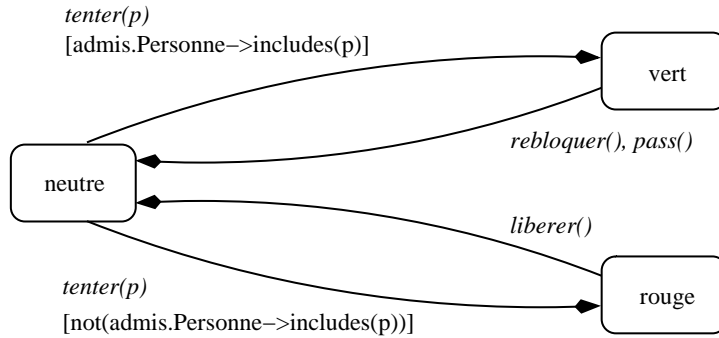 tenter(p)
[admis.Personne−>includes(p)]
vert
rebloquer(), pass()
neutre
liberer()
tenter(p)
rouge
[not(admis.Personne−>includes(p))]